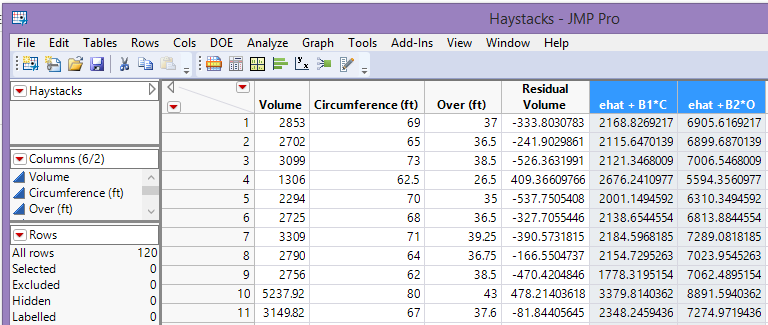 Haystacks - JMP Pro
File Edit Tables Rows Cols DOE Analyze Graph Tools Add-Ins View Window Help
Haystacks
Columns (6/2)
Volume
Circumference (ft)
Over (ft)
Rows
All rows 120
Selected 0
Excluded 0
Hidden 0
Labelled 0
Volume Circumference (ft) Over (ft) Residual Volume ehat + B1*C ehat +B2*O
1 2853 69 37 -333.8030783 2168.8269217 6905.6169217
2 2702 65 36.5 -241.9029861 2115.6470139 6899.6870139
3 3099 73 38.5 -526.3631991 2121.3468009 7006.5468009
4 1306 62.5 26.5 409.36609766 2676.2410977 5594.3560977
5 2294 70 35 -537.7505408 2001.1494592 6310.3494592
6 2725 68 36.5 -327.7055446 2138.6544554 6813.8844554
7 3309 71 39.25 -390.5731815 2184.5968185 7289.0818185
8 2790 64 36.75 -166.5504737 2154.7295263 7023.9545263
9 2756 62 38.5 -470.4204846 1778.3195154 7062.4895154
10 5237.92 80 43 478.21403618 3379.8140362 8891.5940362
11 3149.82 67 37.6 -81.84405645 2348.2459436 7274.9719436